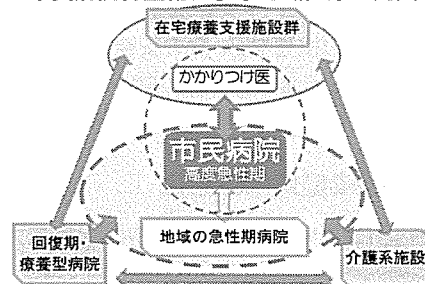 在宅療養支援施設群
かかりつけ医
市民病院
高度急性期
地域の急性期病院
回復期・
療養型病院
介護系施設